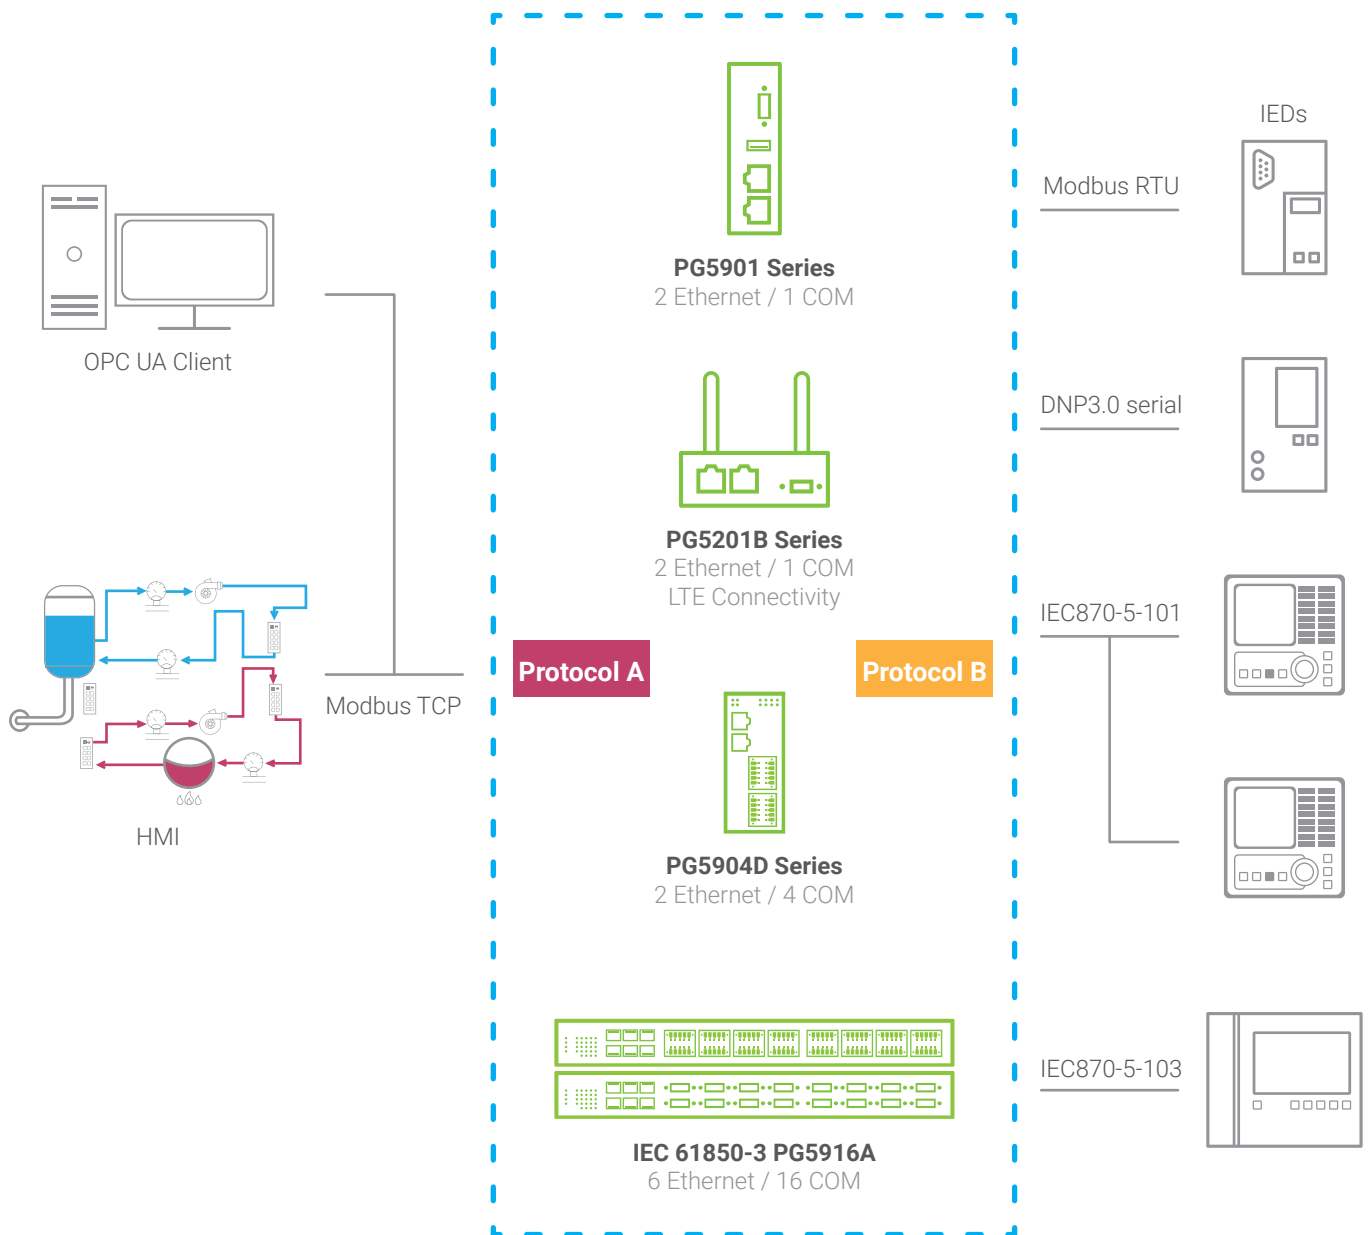 OPC UA Client
HMI
Modbus TCP
PG5901 Series
2 Ethernet / 1 COM
PG5201B Series
2 Ethernet / 1 COM
LTE Connectivity
Protocol A
Protocol B
PG5904D Series
2 Ethernet / 4 COM
IEC 61850-3 PG5916A
6 Ethernet / 16 COM
IEDs
Modbus RTU
DNP3.0 serial
IEC870-5-101
IEC870-5-103